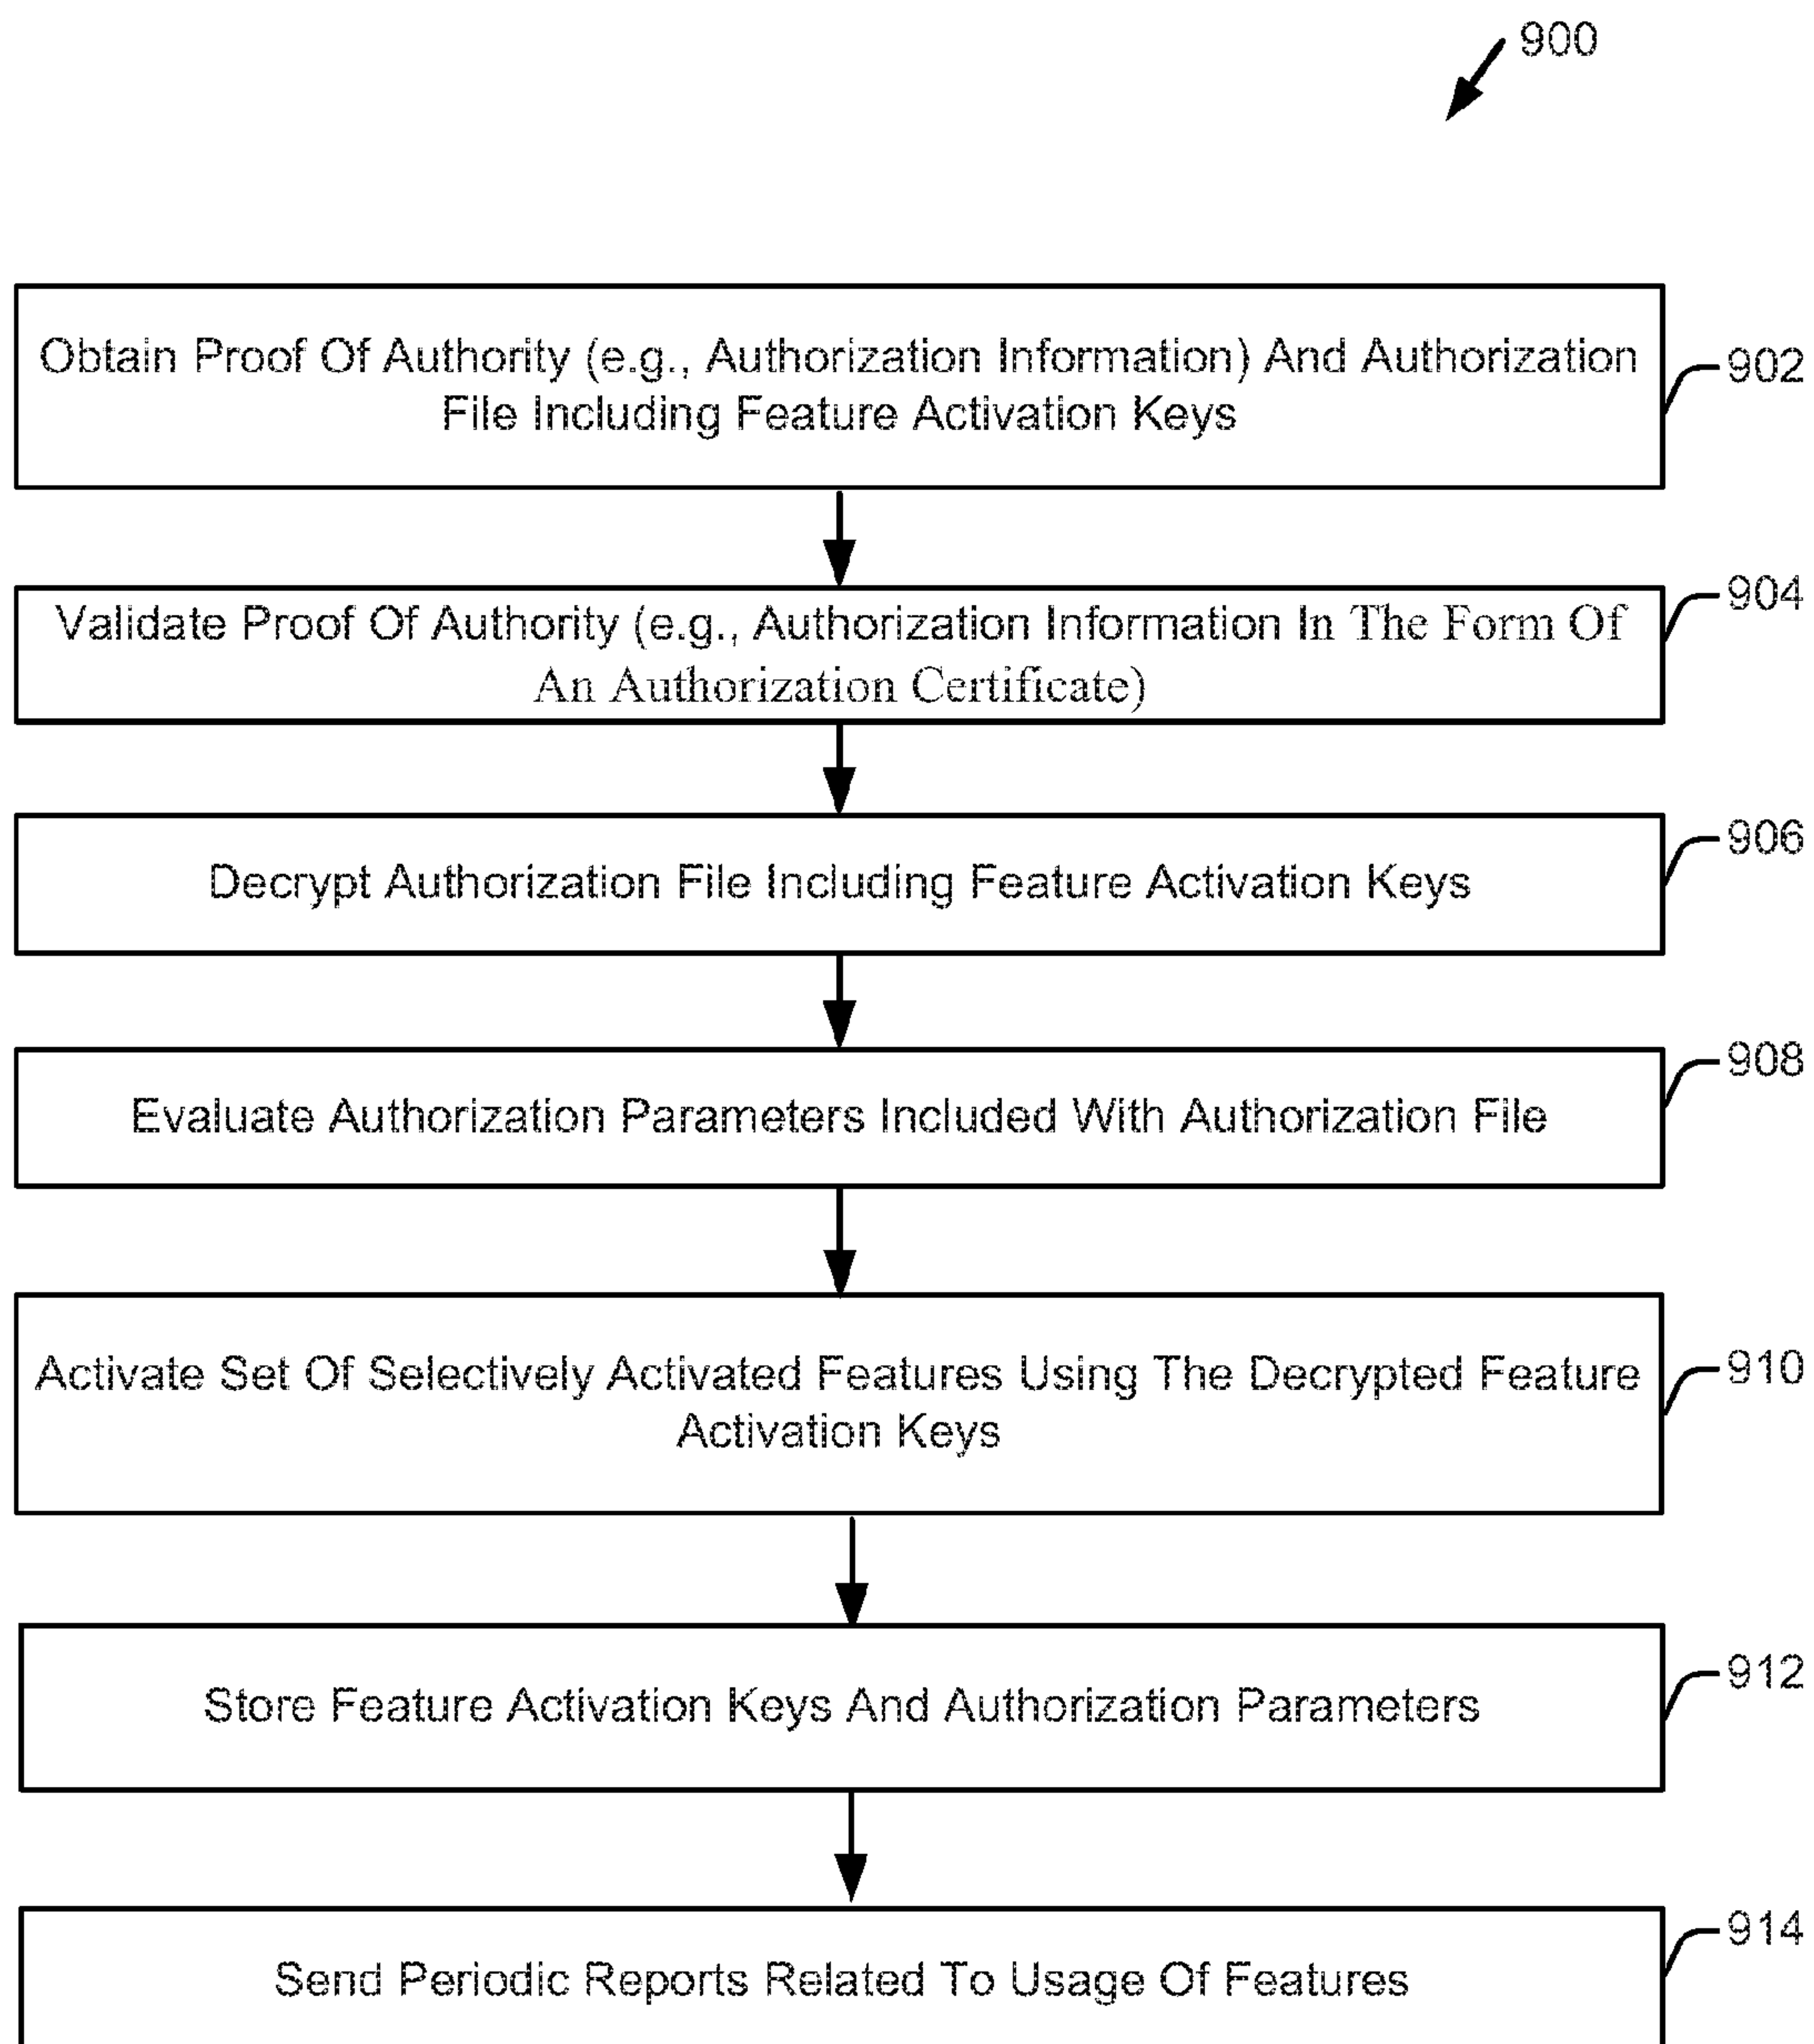 900
Obtain Proof Of Authority (e.g., Authorization Information) And Authorization
File Including Feature Activation Keys
902
Validate Proof Of Authority (e.g., Authorization Information In The Form Of
An Authorization Certificate)
904
Decrypt Authorization File Including Feature Activation Keys
906
Evaluate Authorization Parameters Included With Authorization File
908
Activate Set Of Selectively Activated Features Using The Decrypted Feature
Activation Keys
910
Store Feature Activation Keys And Authorization Parameters
912
Send Periodic Reports Related To Usage Of Features
914